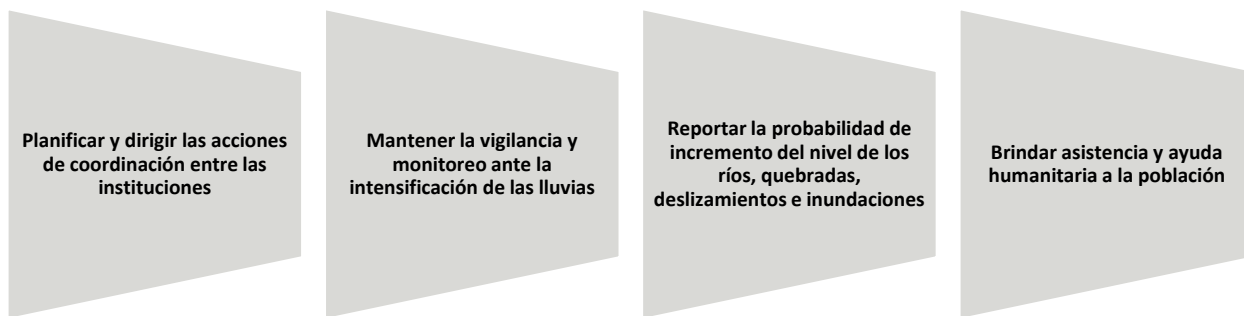 Planificar y dirigir las acciones
de coordinación entre las
instituciones
Mantener la vigilancia y
monitoreo ante la
intensificación de las lluvias
Reportar la probabilidad de
incremento del nivel de los
ríos, quebradas,
deslizamientos e inundaciones
Brindar asistencia y ayuda
humanitaria a la población